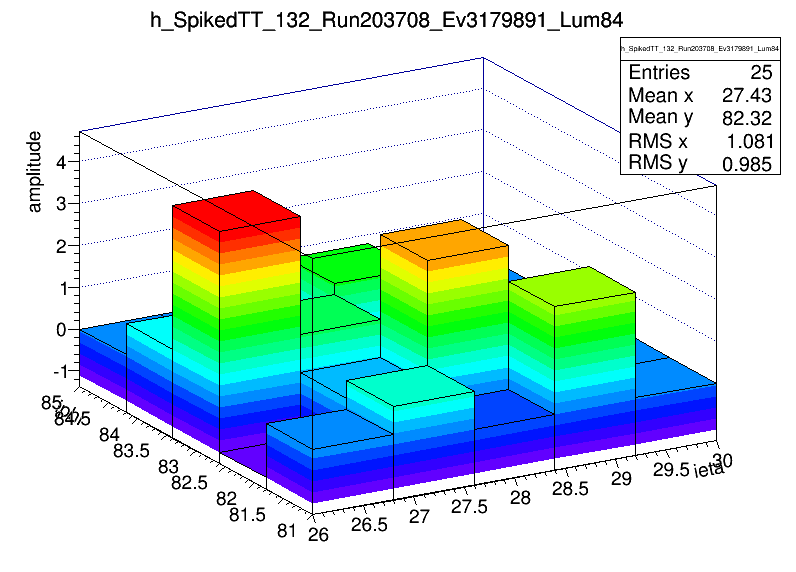 h_SpikedTT_132_Run203708_Ev3179891_Lum84
h_SpikedTT_132_Run203708_Ev3179891_Lum84
Entries 25
Mean x 27.43
Mean y 82.32
RMS x 1.081
RMS y 0.985
amplitude
4
3
2
1
0
-1
85
84.5
84
83.5
83
82.5
82
81.5
81
26
26.5
27
27.5
28
28.5
29
29.5
30
ieta